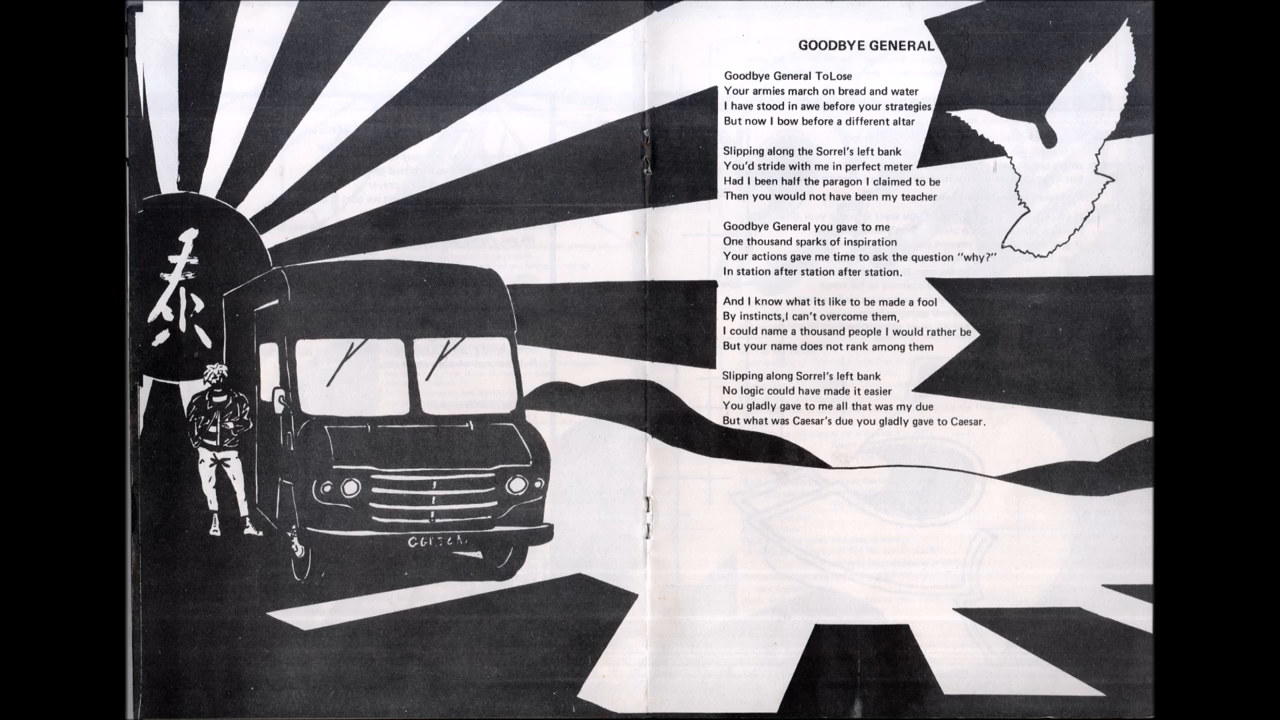 GOODBYE GENERAL
Goodbye General ToLose
Your armies march on bread and water
I have stood in awe before your strategies
But now I bow before a different altar
Slipping along the Sorrel's left bank
You'd stride with me in perfect meter
Had I been half the paragon I claimed to be
Then you would not have been my teacher
Goodbye General you gave to me
One thousand sparks of inspiration
Your actions gave me time to ask the question "why?"
In station after station after station.
And I know what its like to be made a fool
By instincts,I can't overcome them,
I could name a thousand people I would rather be
But your name does not rank among them
Slipping along Sorrel's left bank
No logic could have made it easier
You gladly gave to me all that was my due
But what was Caesar's due you gladly gave to Caesar.